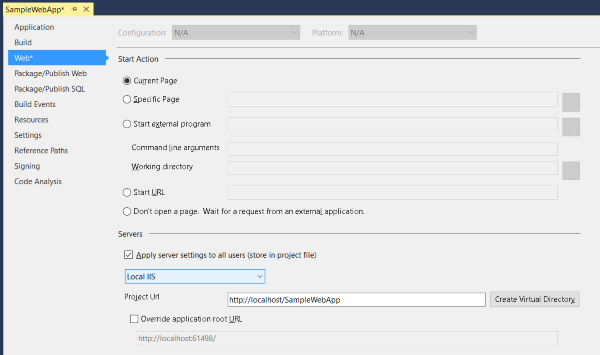 SampleWebApp*
Application
Build
Web*
Package/Publish Web
Package/Publish SQL
Build Events
Resources
Settings
Reference Paths
Signing
Code Analysis
Configuration: N/A Platform: N/A
Start Action
Current Page
Specific Page ...
Start external program ...
Command line arguments
Working directory ...
Start URL
Don't open a page. Wait for a request from an external application.
Servers
Apply server settings to all users (store in project file)
Local IIS
Project Url http://localhost/SampleWebApp Create Virtual Directory
Override application root URL
http://localhost:61498/